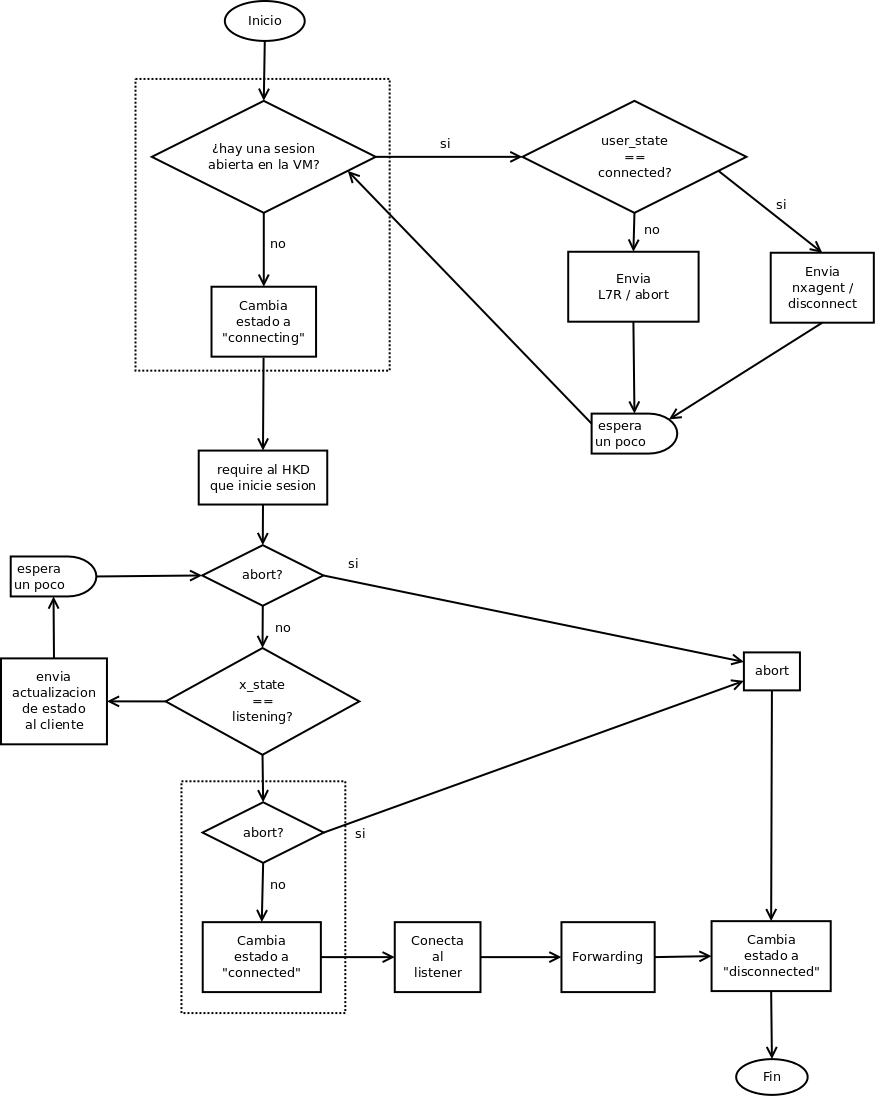 Inicio
¿hay una sesion
abierta en la VM?
si
user_state
==
connected?
si
no
no
Envia
L7R / abort
Envia
nxagent /
disconnect
Cambia
estado a
"connecting"
espera
un poco
require al HKD
que inicie sesion
espera
un poco
abort?
si
no
envia
actualizacion
de estado
al cliente
x_state
==
listening?
abort
abort?
si
no
Cambia
estado a
"connected"
Conecta
al
listener
Forwarding
Cambia
estado a
"disconnected"
Fin